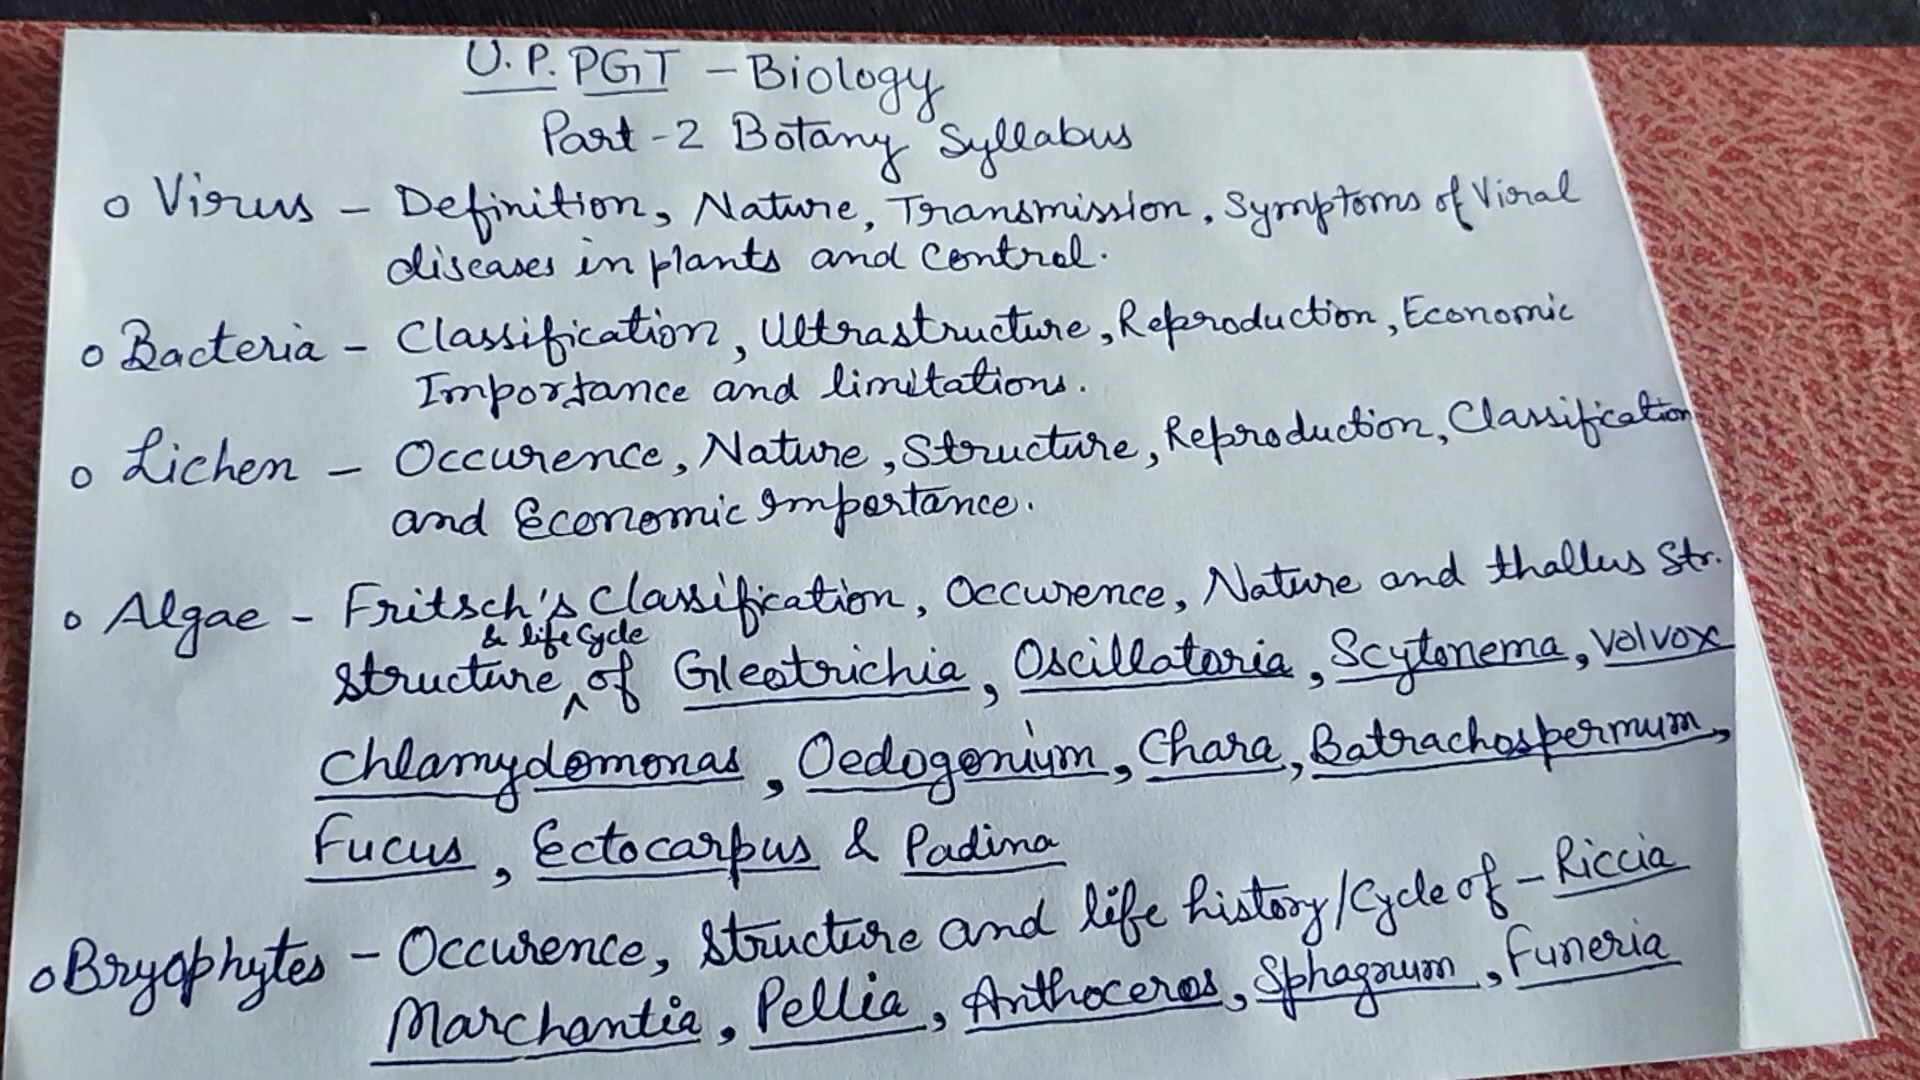 U.P. PGT - Biology
Part-2 Botany Syllabus
o Virus - Definition, Nature, Transmission, Symptoms of Viral
diseases in plants and control.
o Bacteria - Classification, Ultrastructure, Reproduction, Economic
Importance and limitations.
o Lichen - Occurence, Nature, Structure, Reproduction, Classification
and Economic Importance.
o Algae - Fritsch's Classification, Occurence, Nature and thallus Str.
& life Cycle
Structure ^ of Gleotrichia, Oscillatoria, Scytonema, Volvox
Chlamydomonas, Oedogonium, Chara, Batrachospermum,
Fucus, Ectocarpus & Padina
o Bryophytes - Occurence, Structure and life history/Cycle of - Riccia
Marchantia, Pellia, Anthoceros, Sphagnum, Funeria